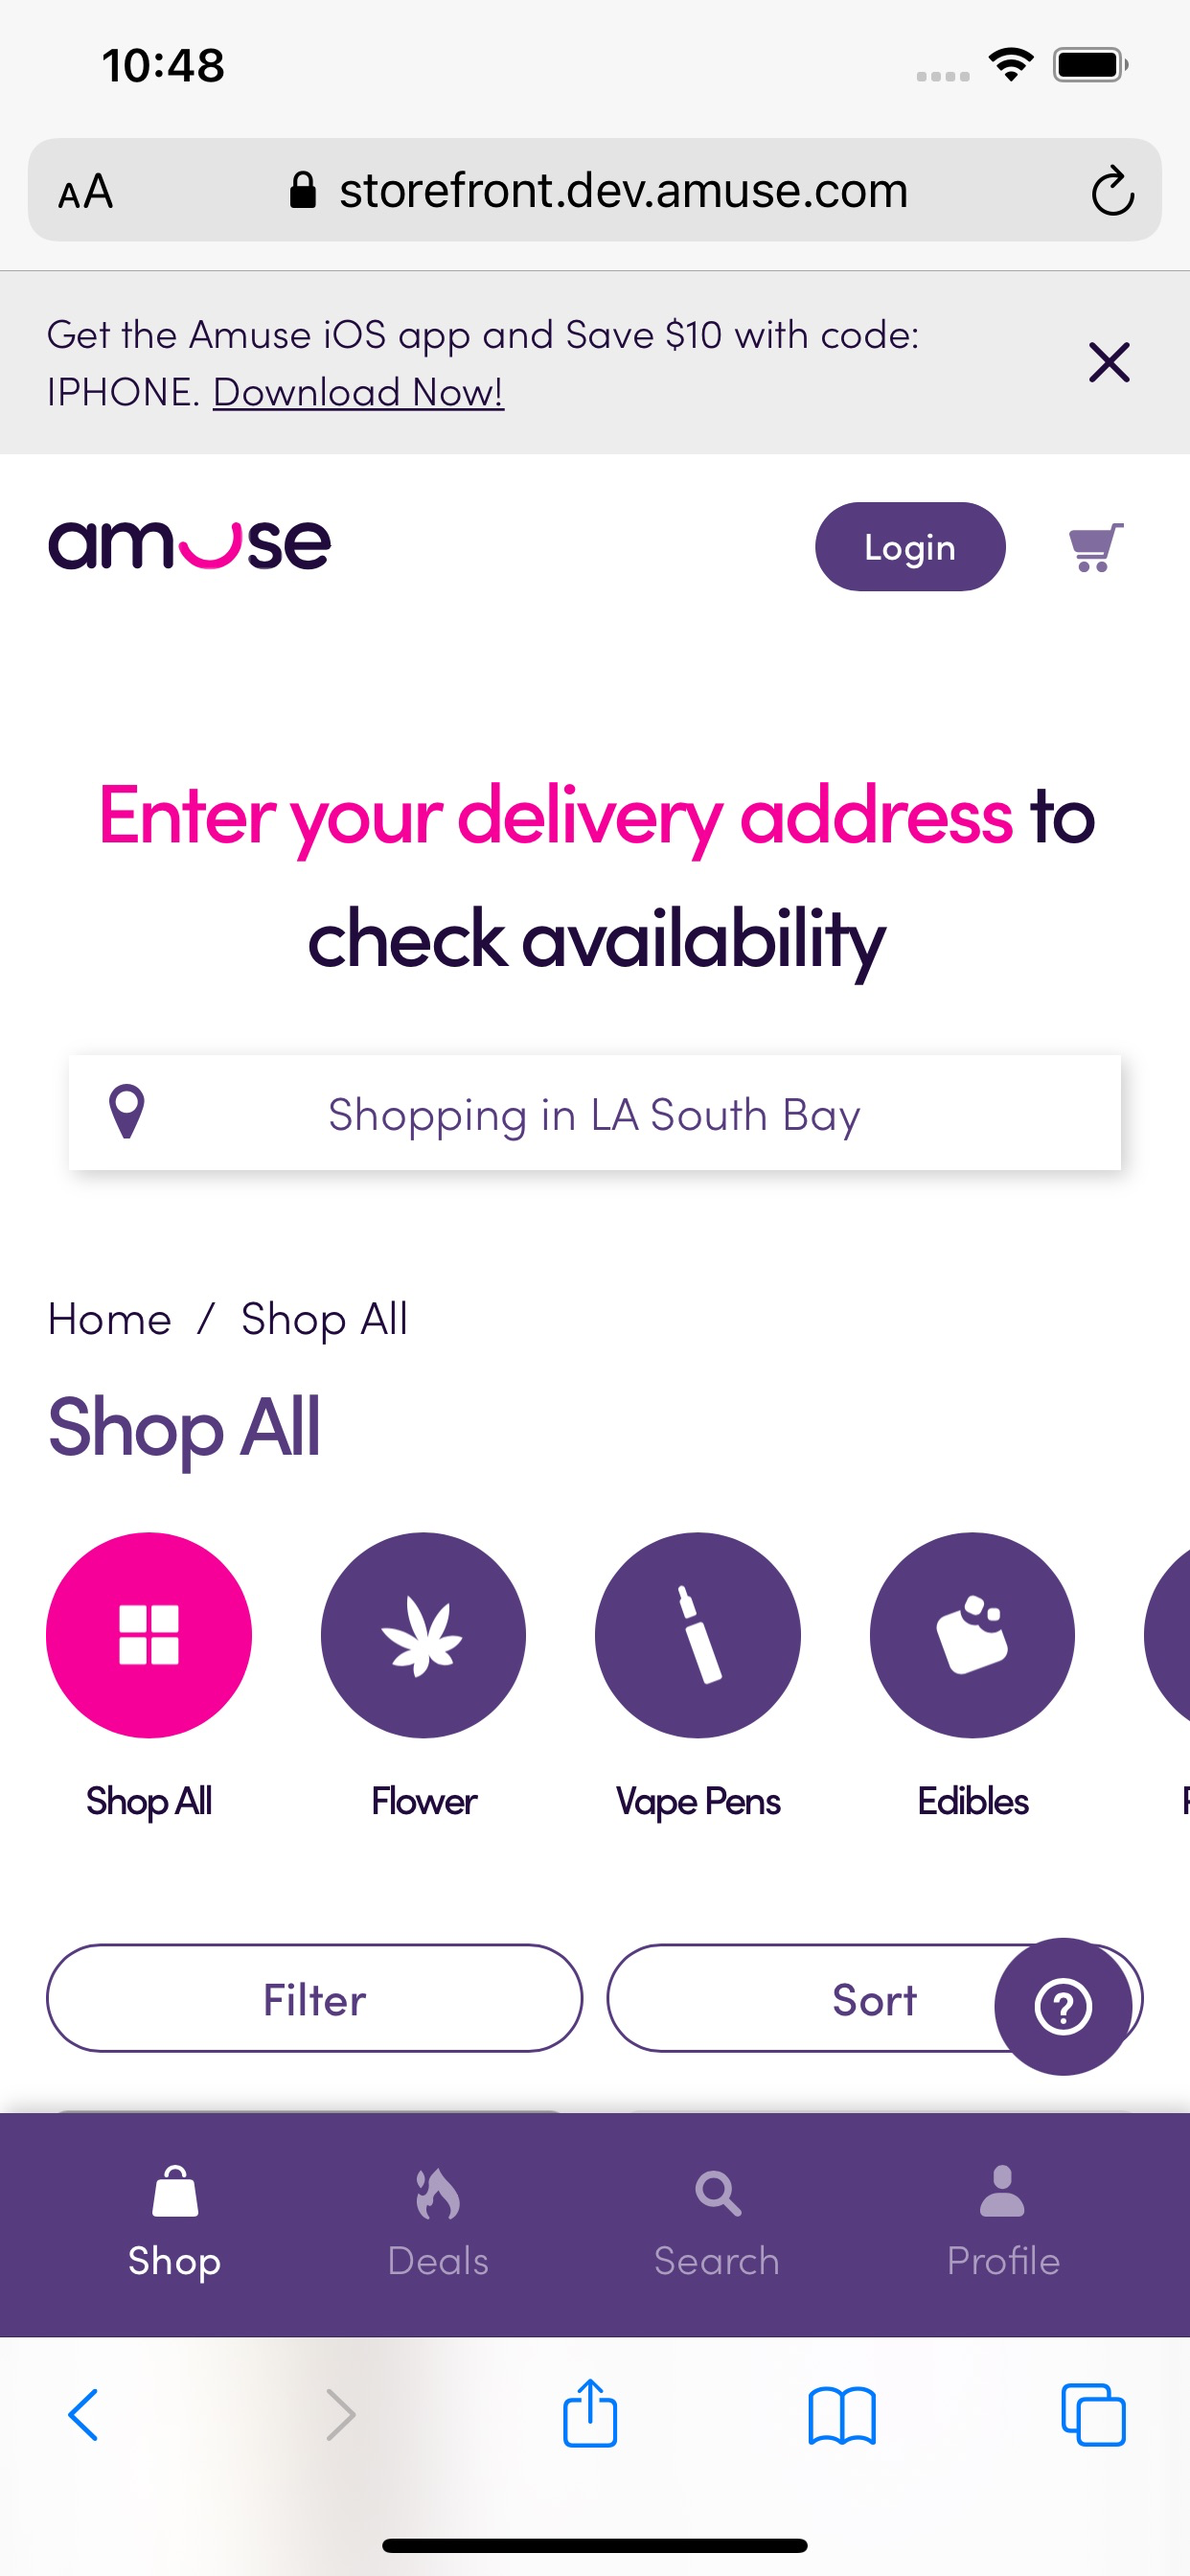 10:48
AA storefront.dev.amuse.com
Get the Amuse iOS app and Save $10 with code:
IPHONE. Download Now!
amuse
Login
Enter your delivery address to
check availability
Shopping in LA South Bay
Home / Shop All
Shop All
Shop All Flower Vape Pens Edibles
Filter Sort ?
Shop Deals Search Profile